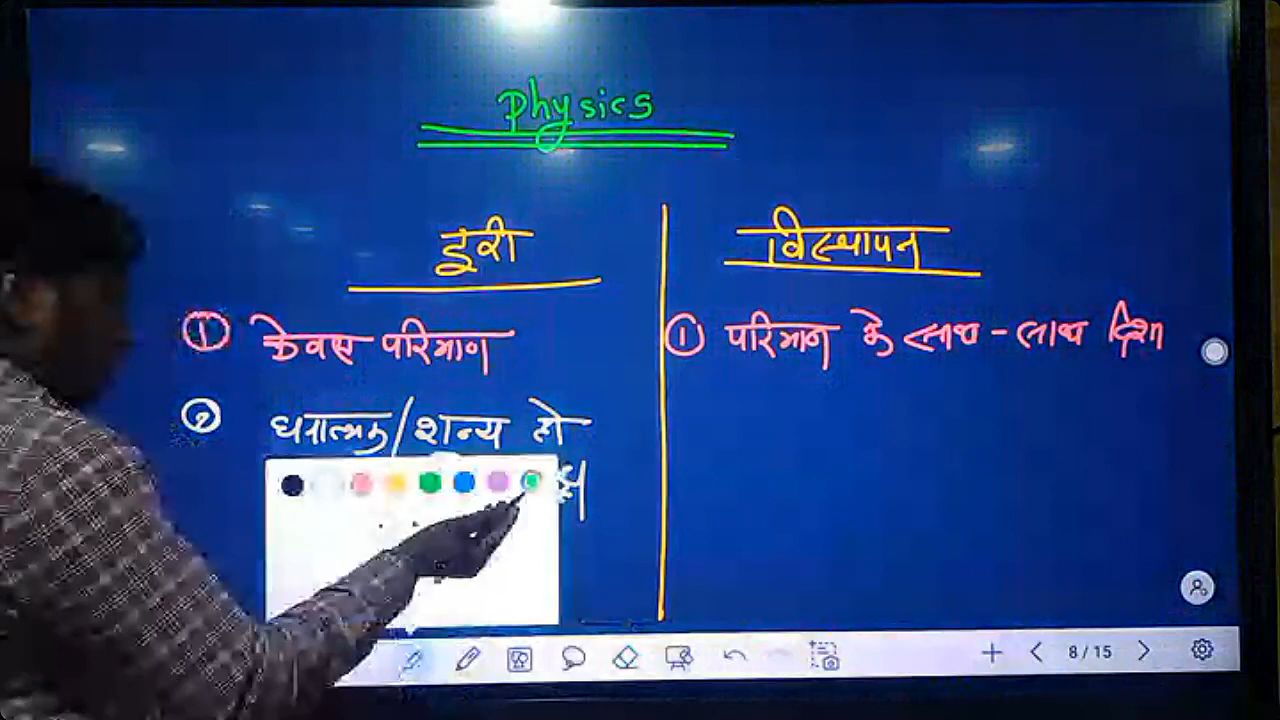 Physics
दूरी
विस्थापन
① केवल परिमाण
① परिमाण के साथ-साथ दिशा
② धनात्मक/शून्य हो
8/15